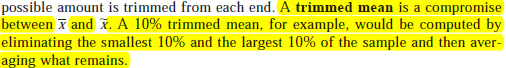 possible amount is trimmed from each end. A trimmed mean is a compromise
between x̅ and x̃. A 10% trimmed mean, for example, would be computed by
eliminating the smallest 10% and the largest 10% of the sample and then aver-
aging what remains.